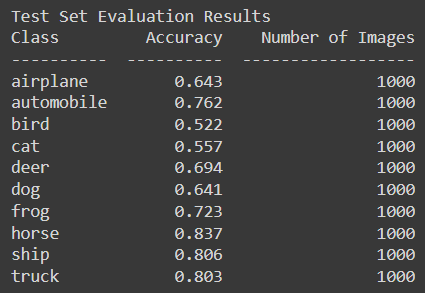 Test Set Evaluation Results
Class         Accuracy    Number of Images
----------  ----------  ------------------
airplane         0.643                1000
automobile       0.762                1000
bird             0.522                1000
cat              0.557                1000
deer             0.694                1000
dog              0.641                1000
frog             0.723                1000
horse            0.837                1000
ship             0.806                1000
truck            0.803                1000